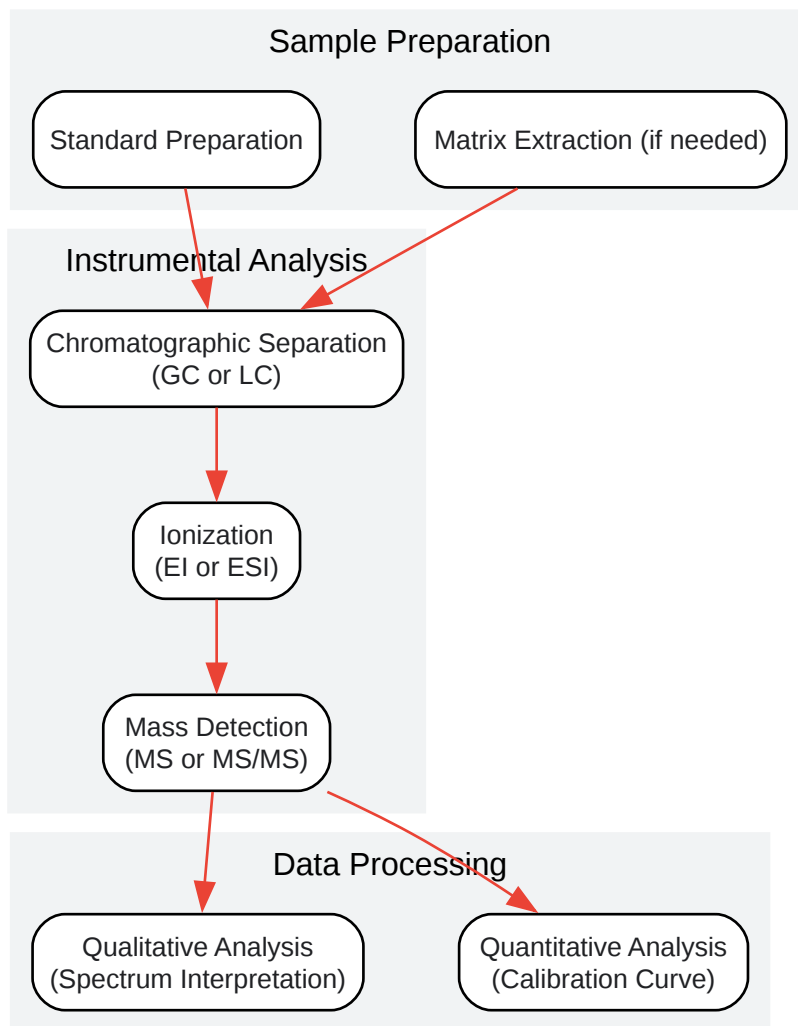 Sample Preparation
Standard Preparation
Matrix Extraction (if needed)
Instrumental Analysis
Chromatographic Separation
(GC or LC)
Ionization
(EI or ESI)
Mass Detection
(MS or MS/MS)
Data Processing
Qualitative Analysis
(Spectrum Interpretation)
Quantitative Analysis
(Calibration Curve)